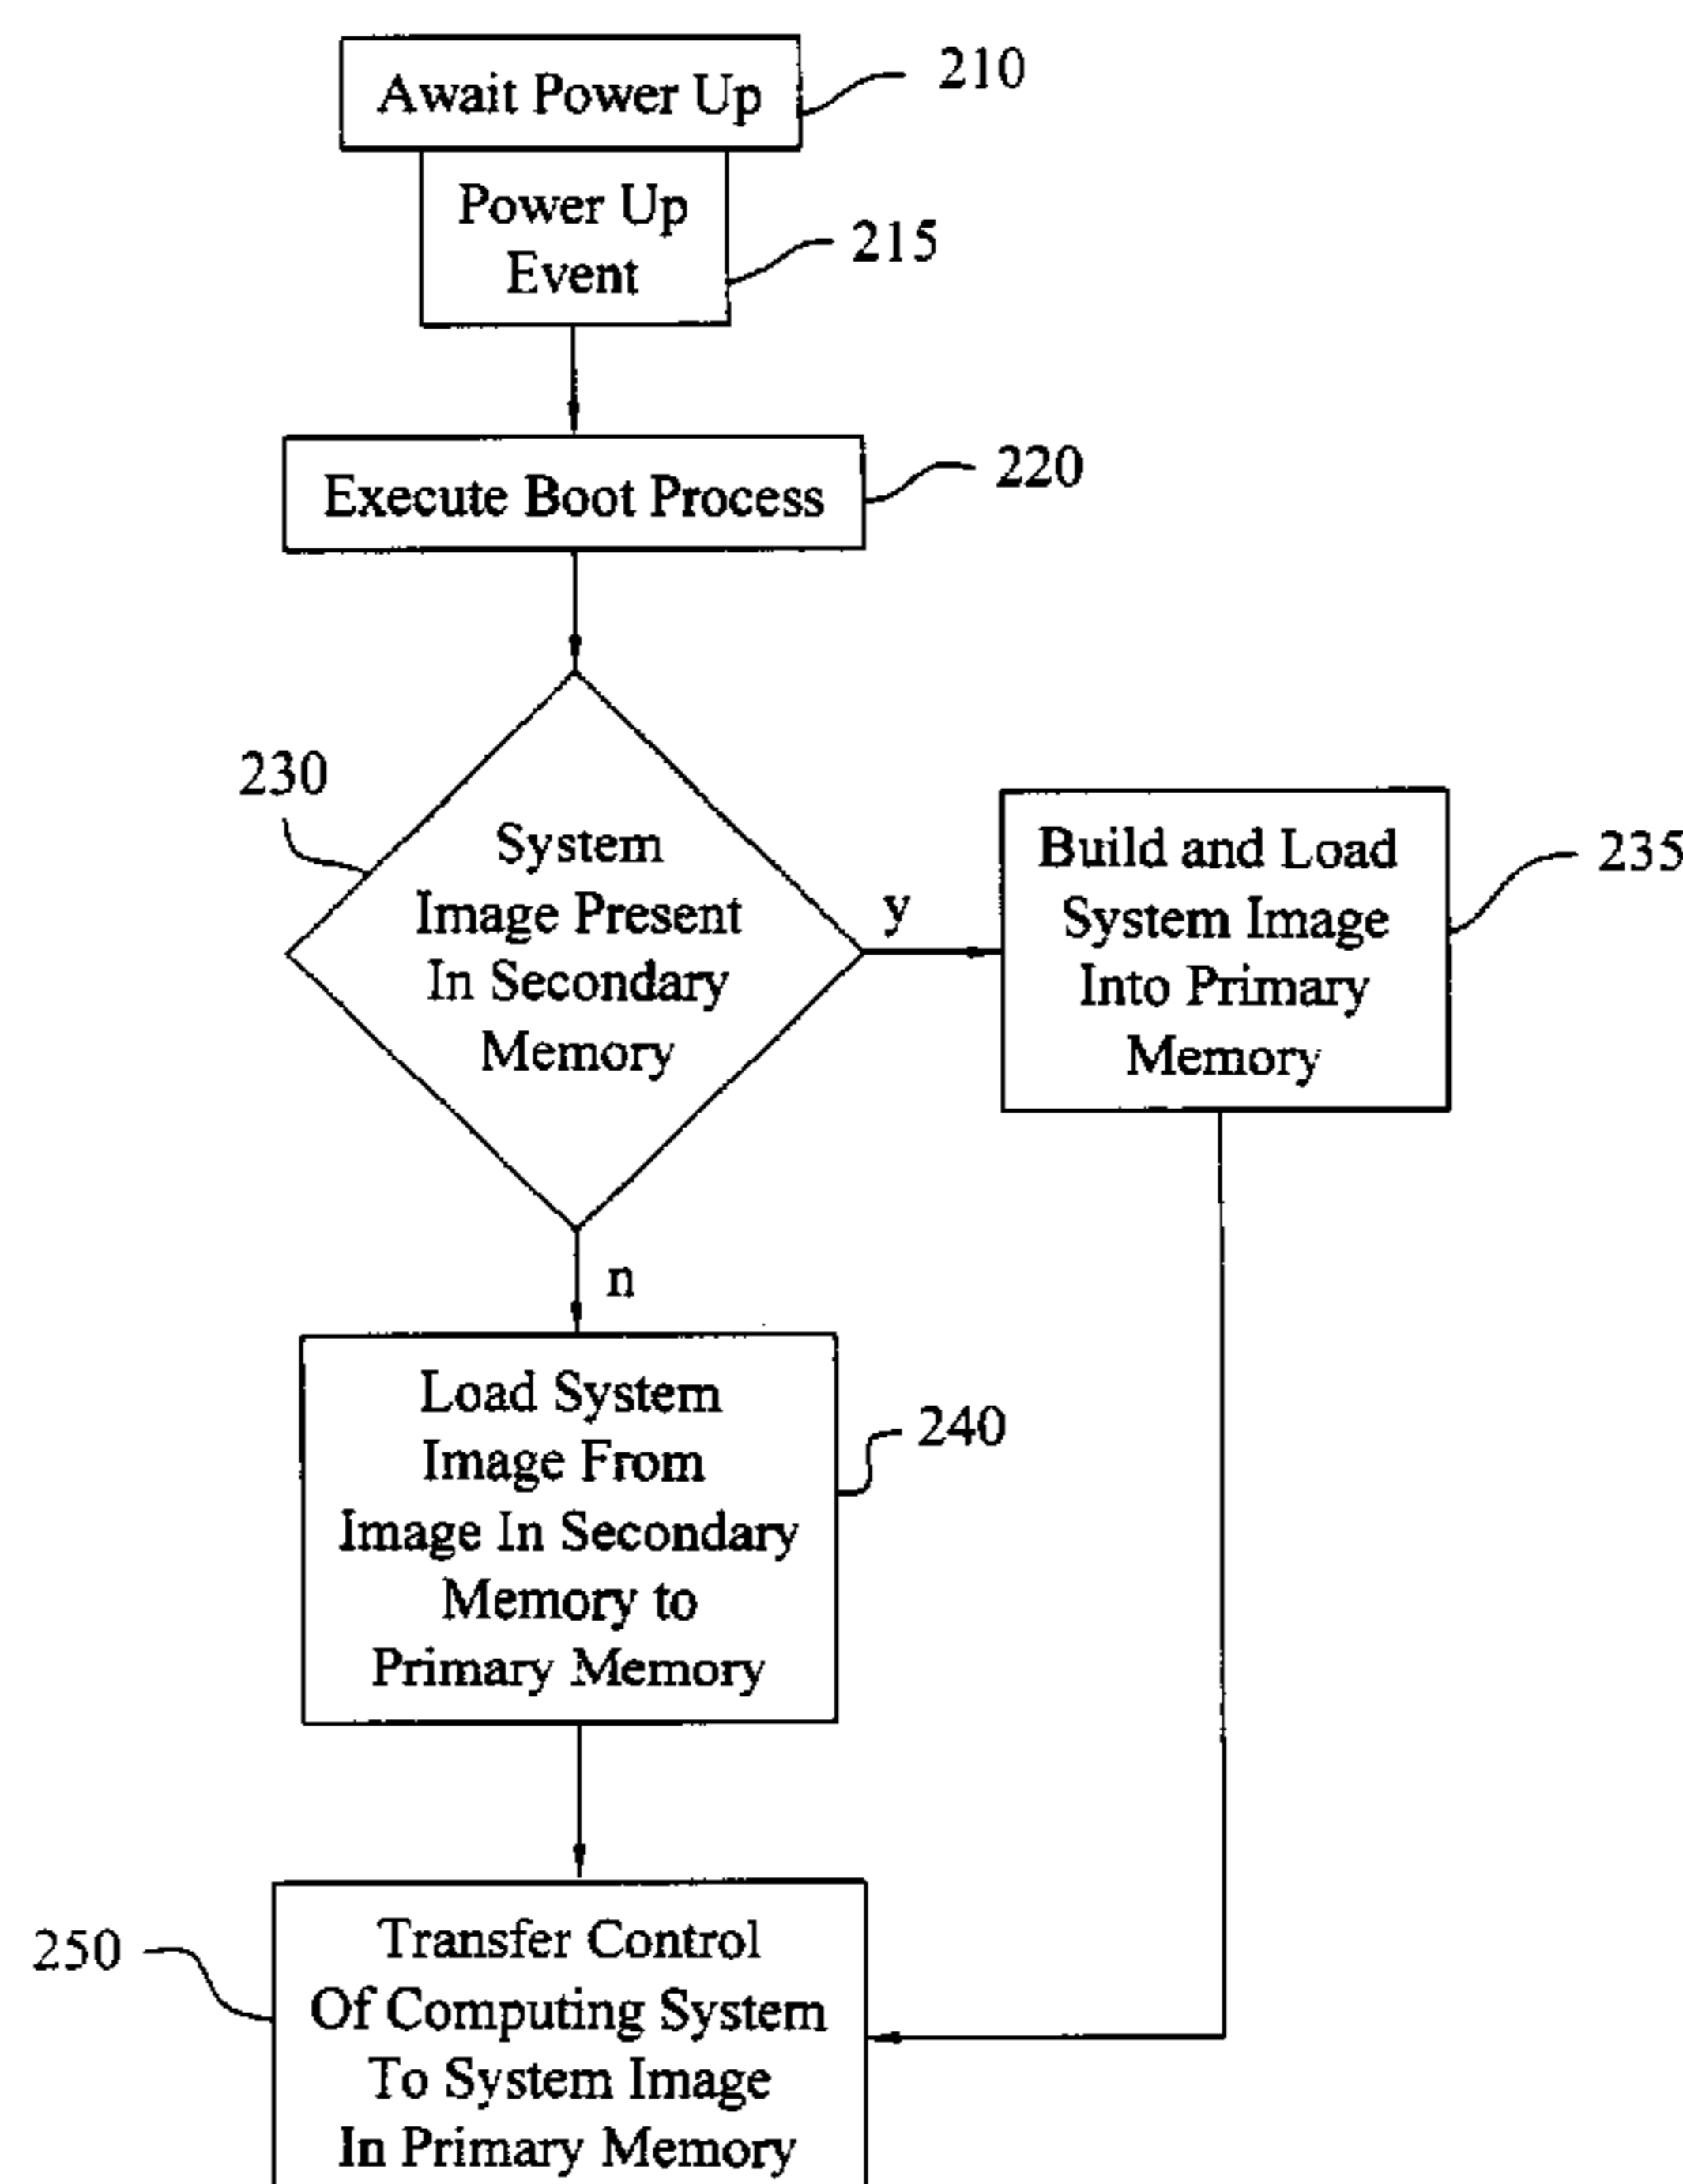 Await Power Up
210
Power Up
Event
215
Execute Boot Process
220
230
System
Image Present
In Secondary
Memory
y
Build and Load
System Image
Into Primary
Memory
235
n
Load System
Image From
Image In Secondary
Memory to
Primary Memory
240
250
Transfer Control
Of Computing System
To System Image
In Primary Memory